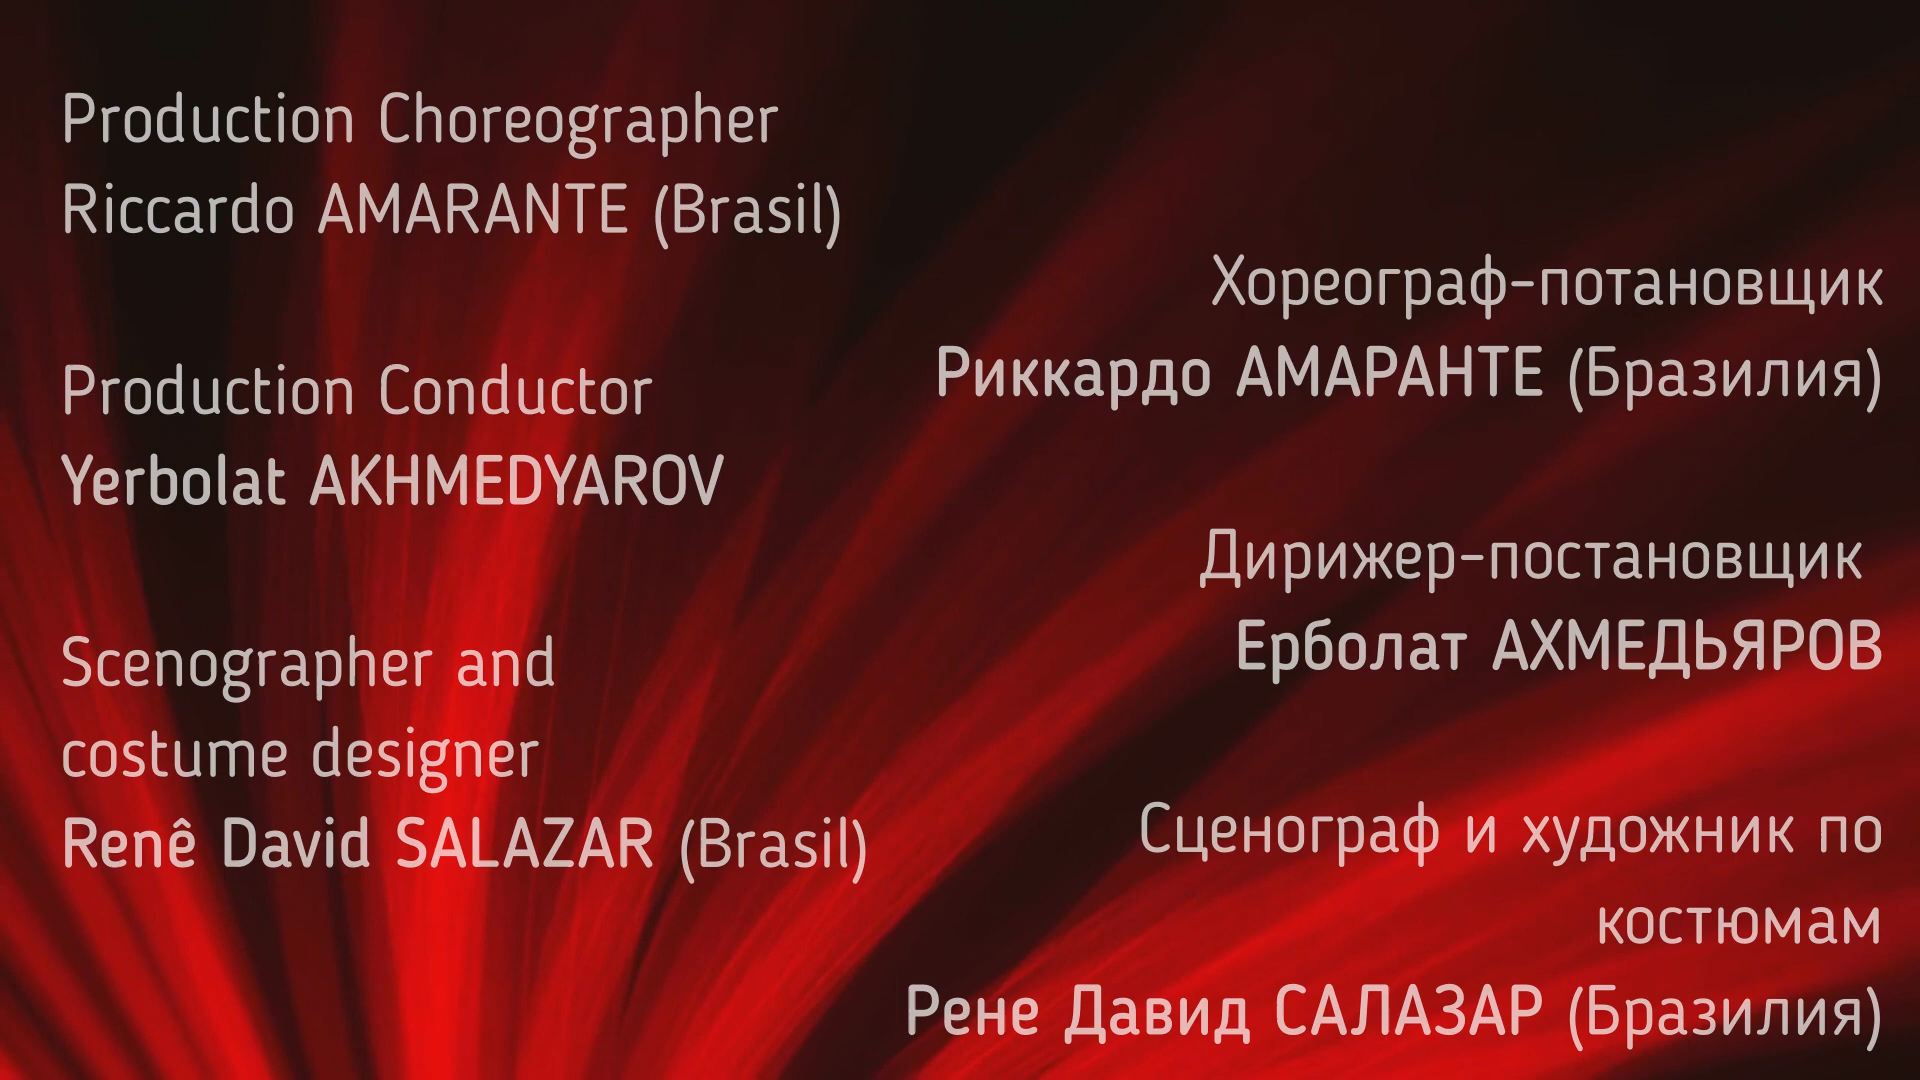 Production Choreographer
Riccardo AMARANTE (Brasil)
Production Conductor
Yerbolat AKHMEDYAROV
Scenographer and
costume designer
Renê David SALAZAR (Brasil)
Хореограф-потановщик
Риккардо АМАРАНТЕ (Бразилия)
Дирижер-постановщик
Ерболат АХМЕДЬЯРОВ
Сценограф и художник по
костюмам
Рене Давид САЛАЗАР (Бразилия)